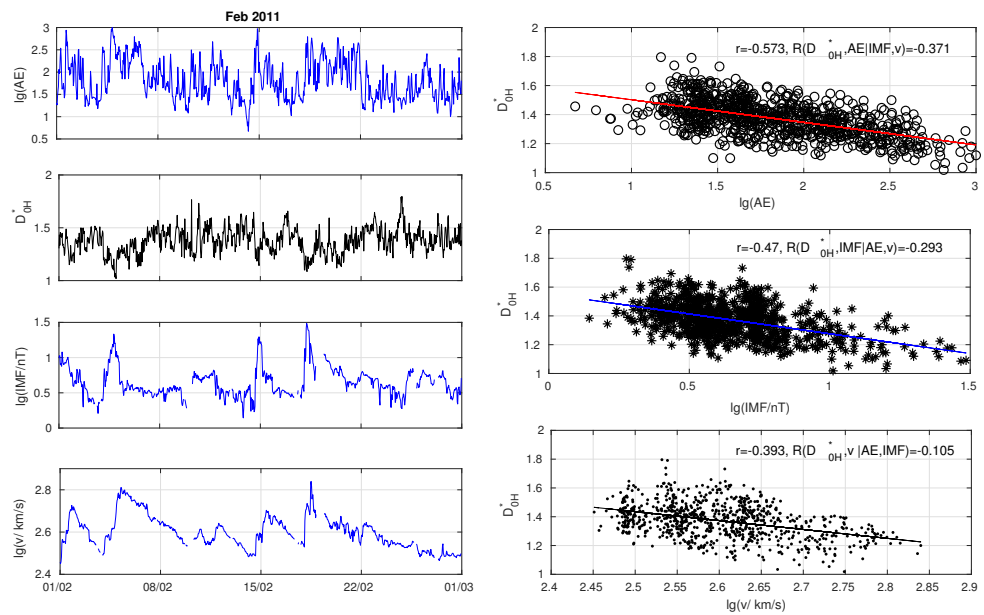 Feb 2011
3
2.5
2
1.5
1
0.5
lg(AE)
2
1.5
1
D*0H
1.5
1
0.5
0
lg(IMF/nT)
2.8
2.6
2.4
lg(v/ km/s)
01/02 08/02 15/02 22/02 01/03
r=-0.573, R(D*0H,AE|IMF,v)=-0.371
2
1.8
1.6
1.4
1.2
1
D*0H
0.5 1 1.5 2 2.5 3
lg(AE)
r=-0.47, R(D*0H,IMF|AE,v)=-0.293
2
1.8
1.6
1.4
1.2
1
D*0H
0 0.5 1 1.5
lg(IMF/nT)
r=-0.393, R(D*0H,v |AE,IMF)=-0.105
2
1.8
1.6
1.4
1.2
1
D*0H
2.4 2.45 2.5 2.55 2.6 2.65 2.7 2.75 2.8 2.85 2.9
lg(v/ km/s)